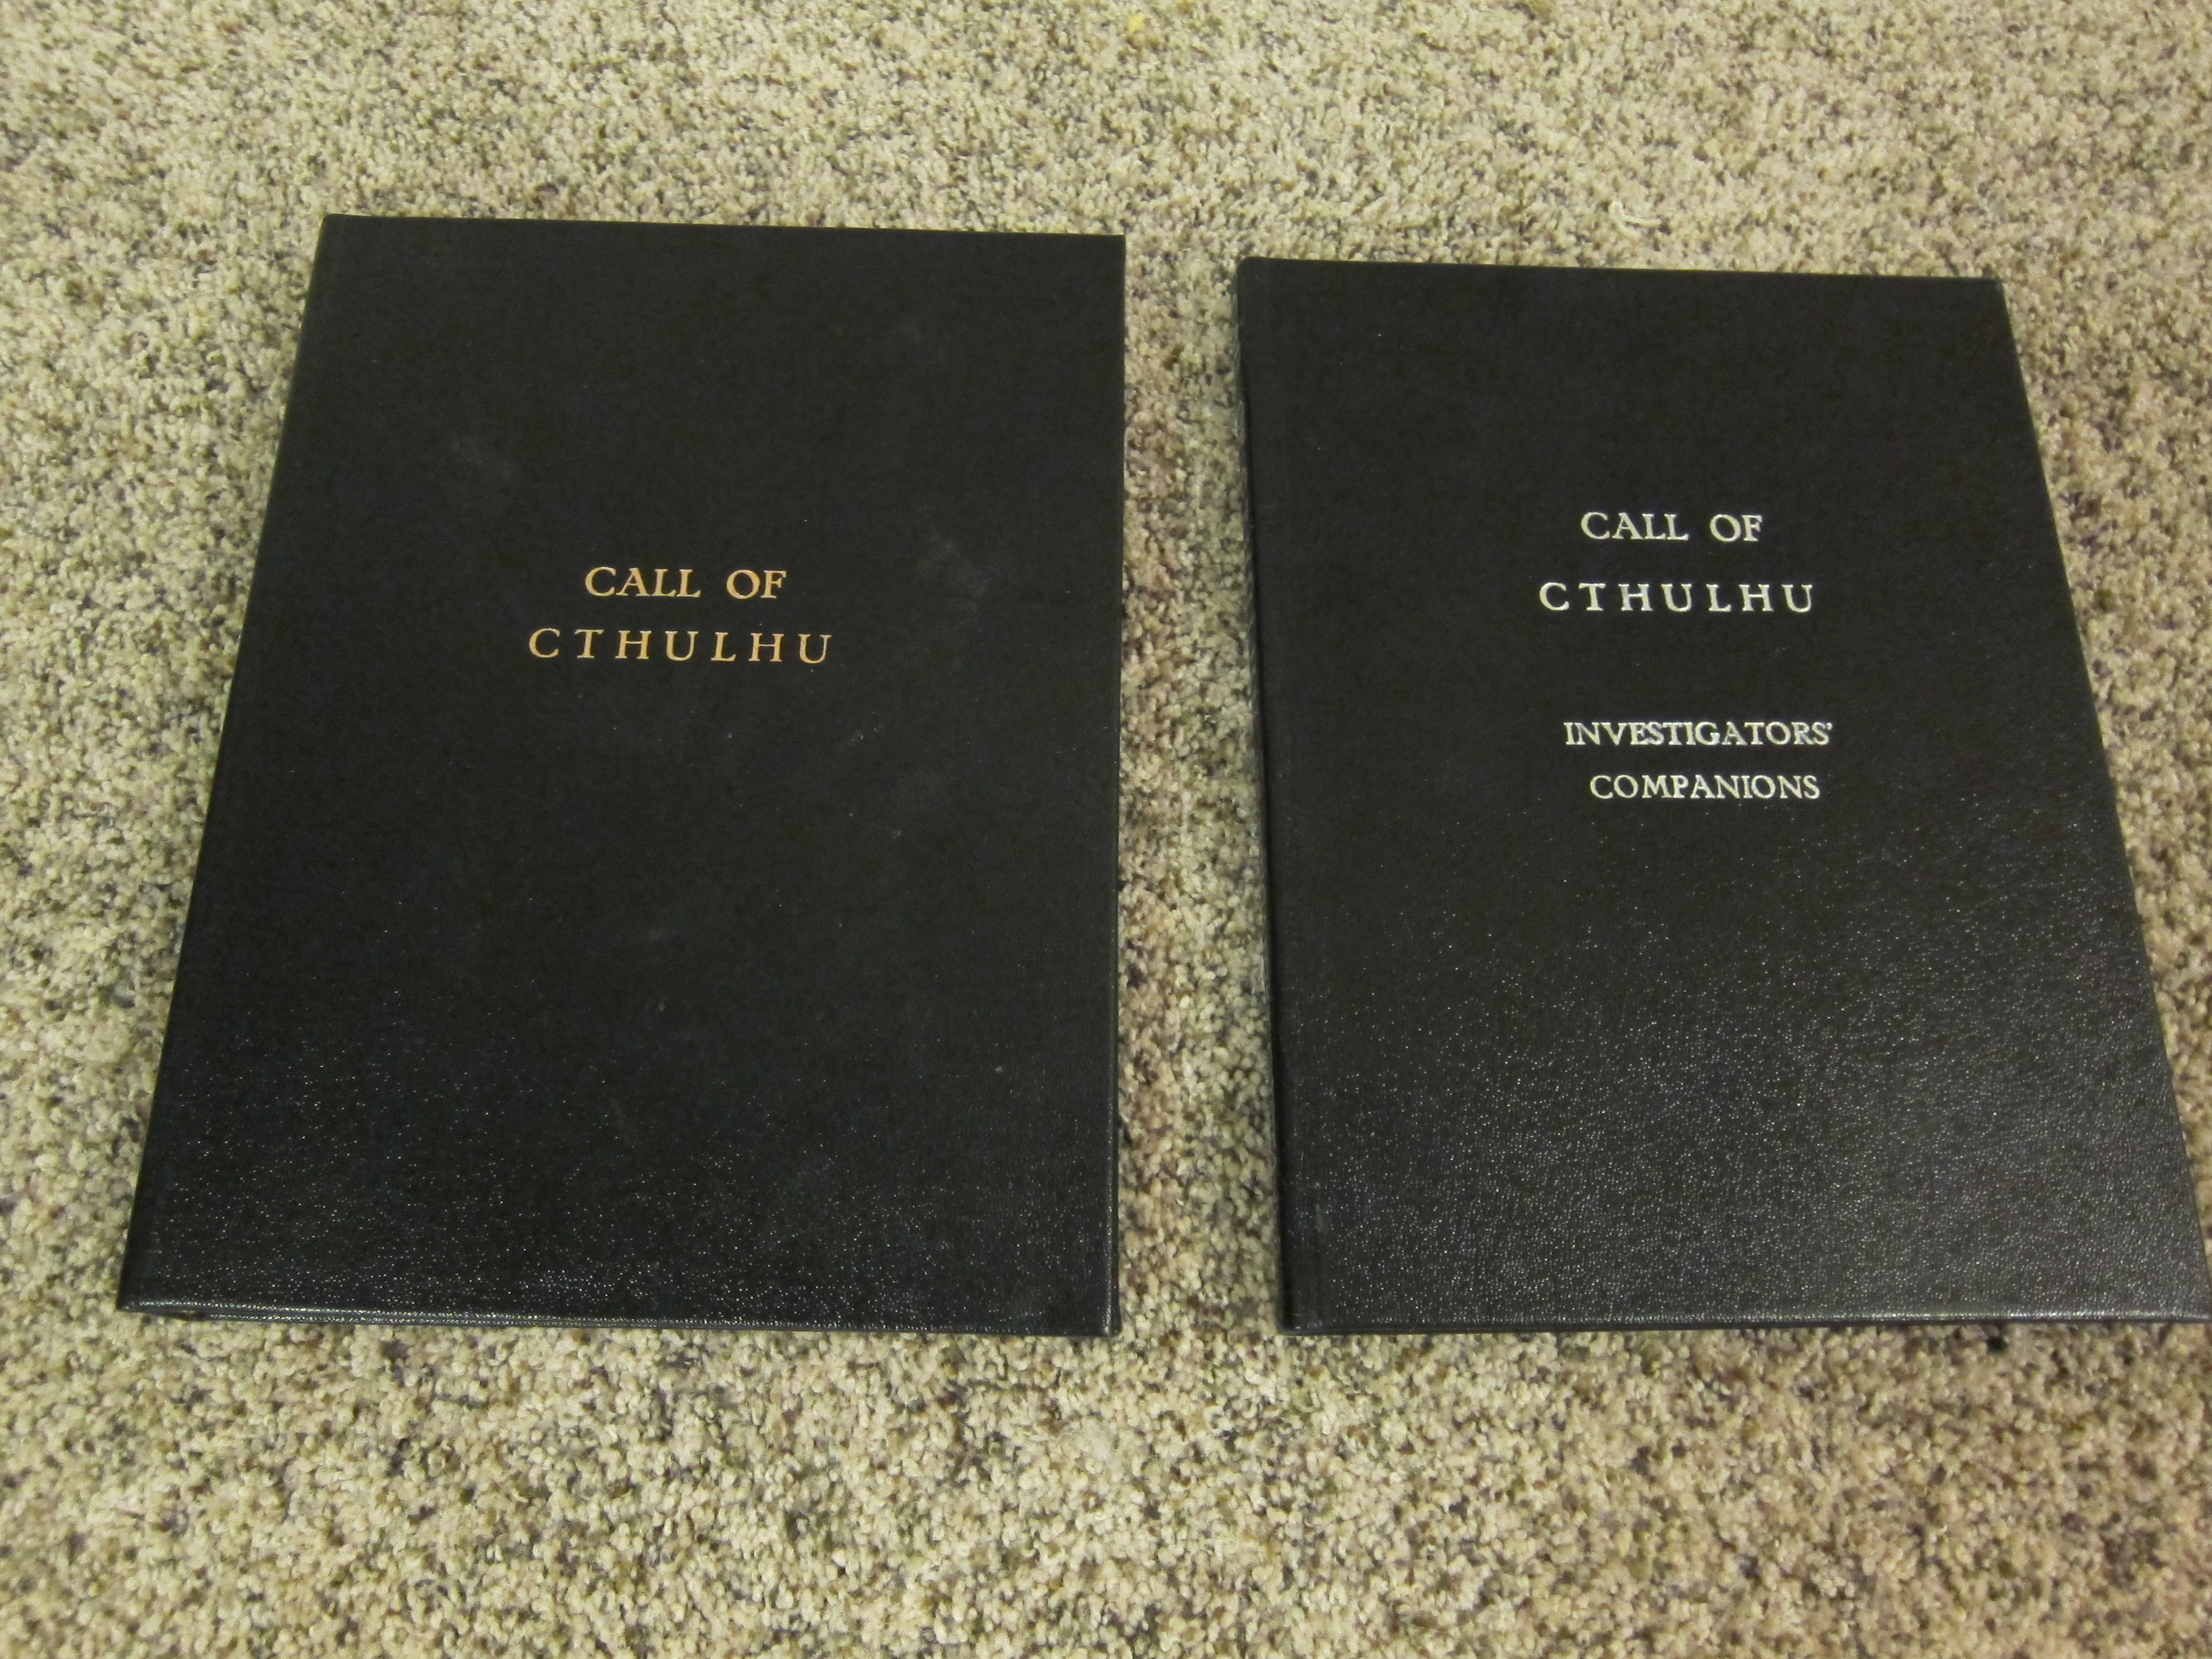 CALL OF
CTHULHU
CALL OF
CTHULHU
INVESTIGATORS'
COMPANIONS